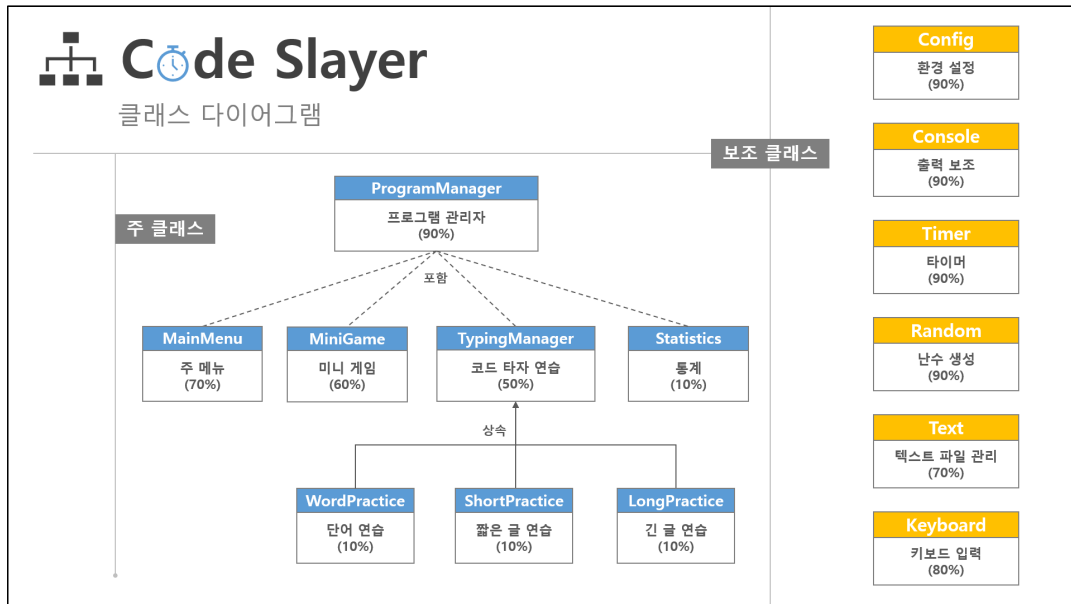 Code Slayer
클래스 다이어그램
보조 클래스
주 클래스
ProgramManager
프로그램 관리자
(90%)
포함
MainMenu
주 메뉴
(70%)
MiniGame
미니 게임
(60%)
TypingManager
코드 타자 연습
(50%)
Statistics
통계
(10%)
상속
WordPractice
단어 연습
(10%)
ShortPractice
짧은 글 연습
(10%)
LongPractice
긴 글 연습
(10%)
Config
환경 설정
(90%)
Console
출력 보조
(90%)
Timer
타이머
(90%)
Random
난수 생성
(90%)
Text
텍스트 파일 관리
(70%)
Keyboard
키보드 입력
(80%)